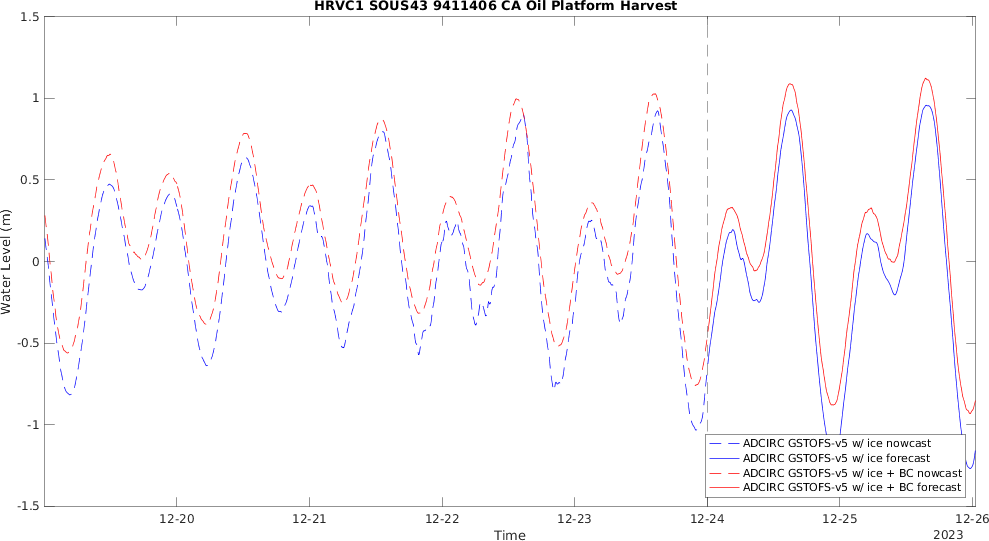 HRVC1 SOUS43 9411406 CA Oil Platform Harvest
1.5
1
0.5
0
-0.5
-1
-1.5
Water Level (m)
12-20
12-21
12-22
12-23
12-24
12-25
12-26
Time
2023
ADCIRC GSTOFS-v5 w/ ice nowcast
ADCIRC GSTOFS-v5 w/ ice forecast
ADCIRC GSTOFS-v5 w/ ice + BC nowcast
ADCIRC GSTOFS-v5 w/ ice + BC forecast